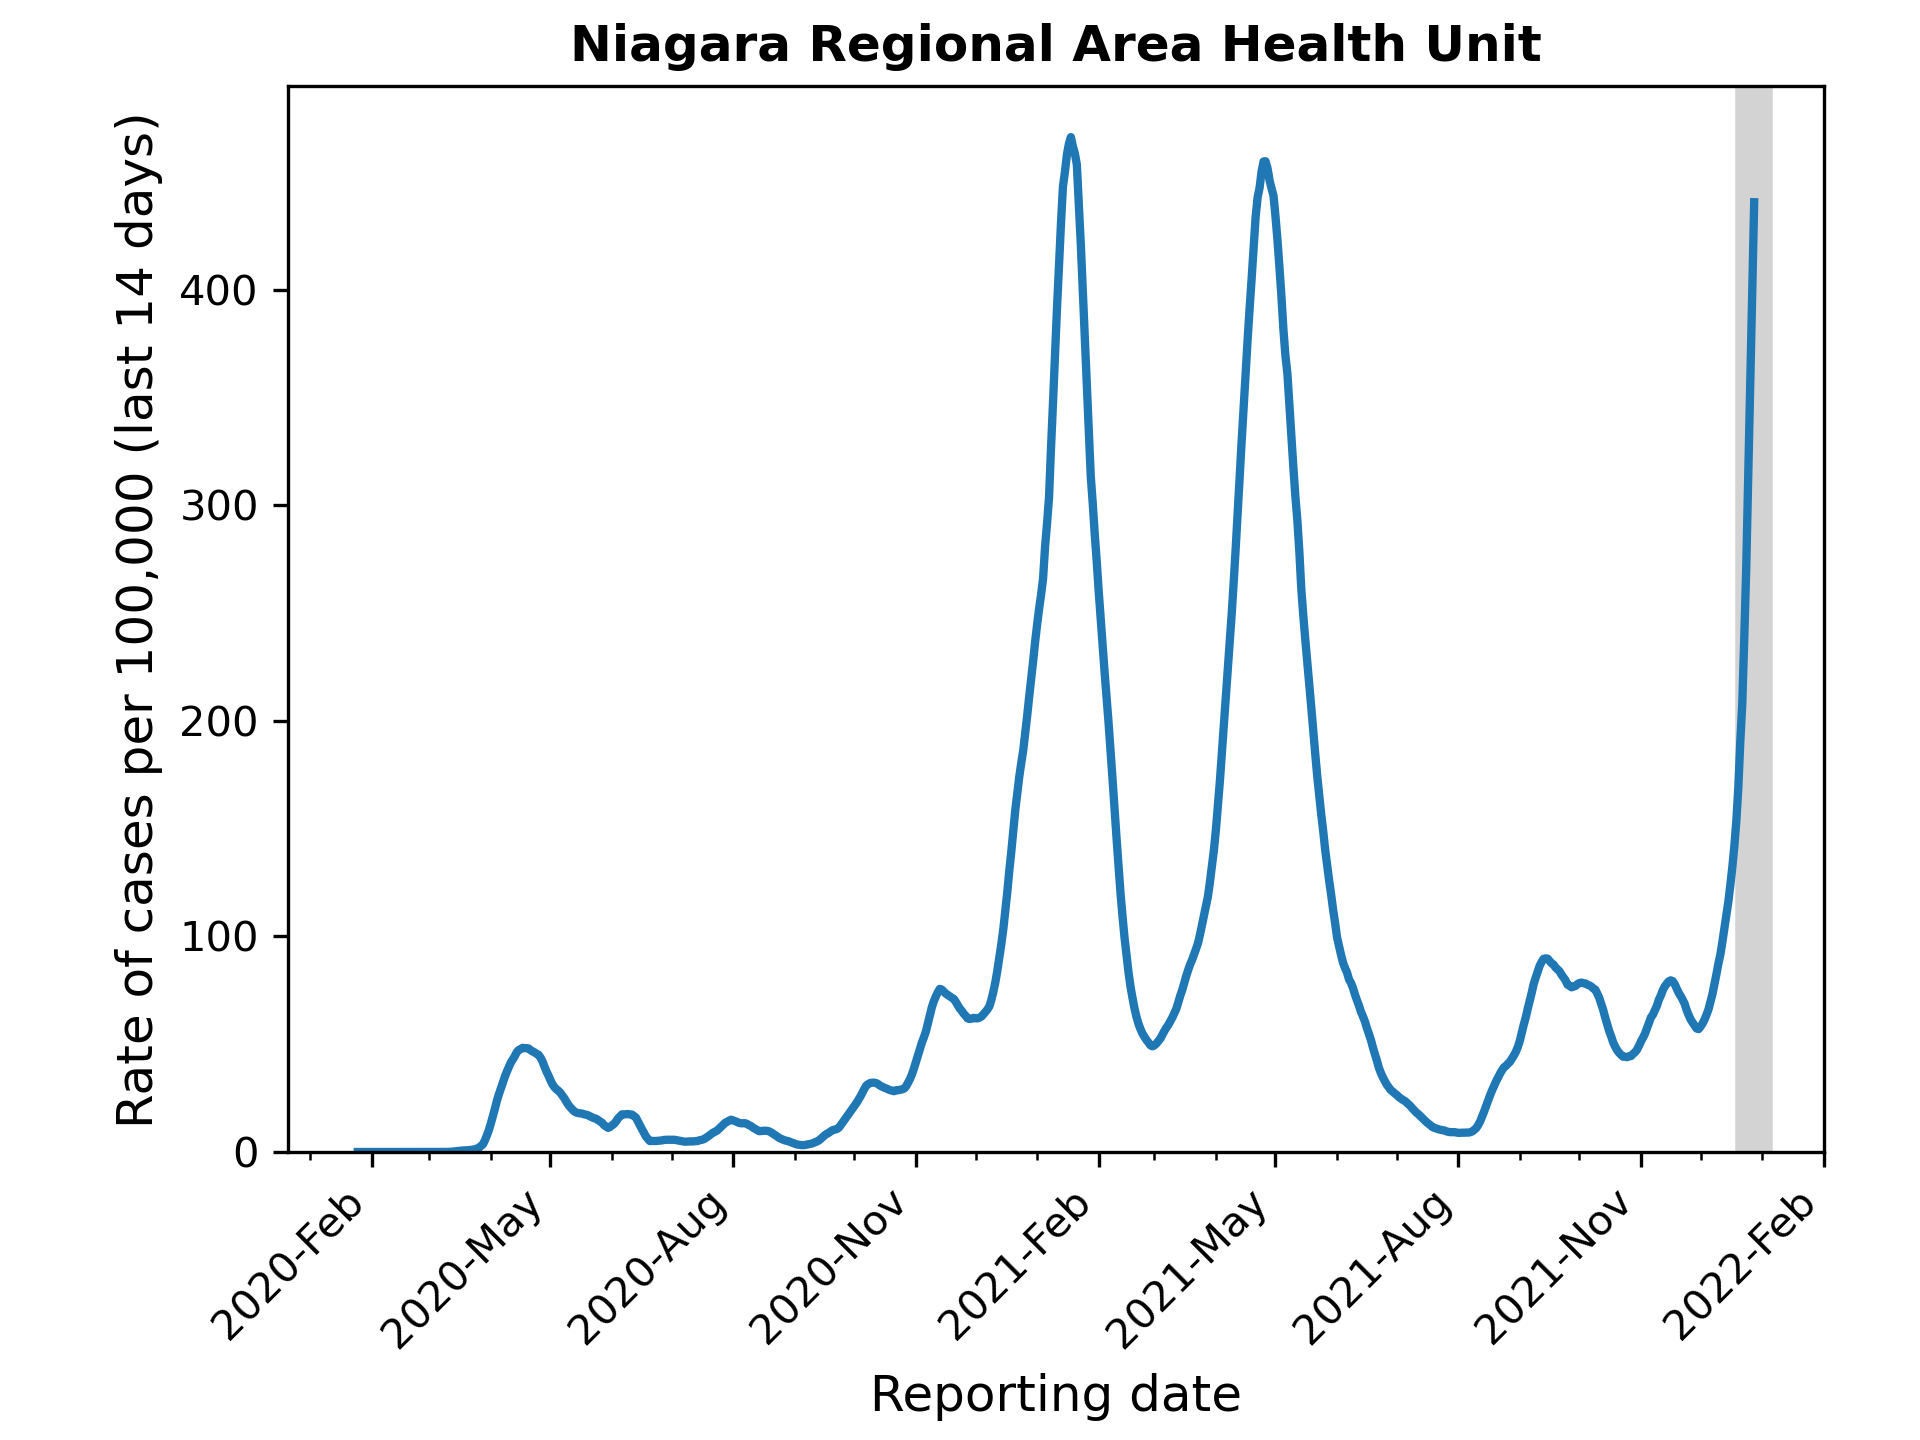 Niagara Regional Area Health Unit
Rate of cases per 100,000 (last 14 days)
400
300
200
100
0
2020-Feb
2020-May
2020-Aug
2020-Nov
2021-Feb
2021-May
2021-Aug
2021-Nov
2022-Feb
Reporting date